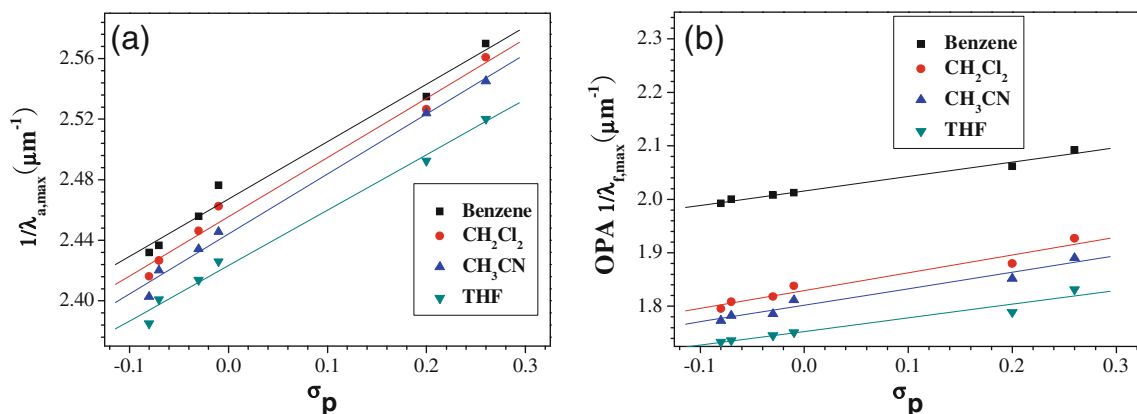 (a)
2.56
2.52
2.48
2.44
2.40
1/λa,max(μm⁻¹)
Benzene
CH₂Cl₂
CH₃CN
THF
-0.1
0.0
0.1
0.2
0.3
σp
(b)
2.3
2.2
2.1
2.0
1.9
1.8
OPA 1/λf,max(μm⁻¹)
Benzene
CH₂Cl₂
CH₃CN
THF
-0.1
0.0
0.1
0.2
0.3
σp